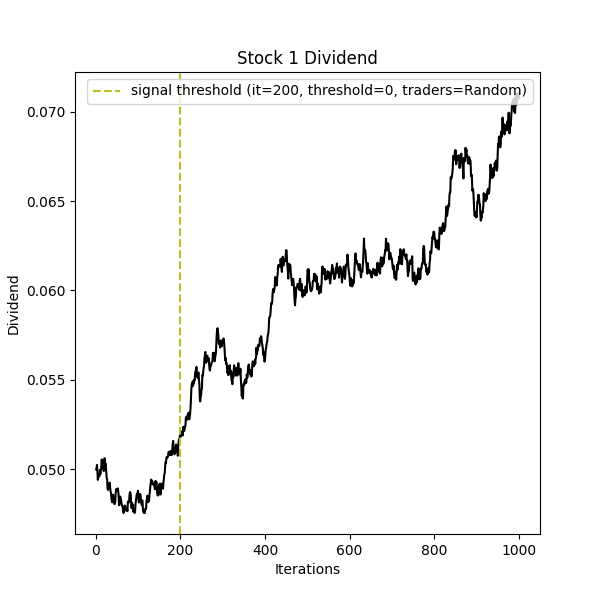 Stock 1 Dividend
signal threshold (it=200, threshold=0, traders=Random)
0.070
0.065
0.060
0.055
0.050
Dividend
0
200
400
600
800
1000
Iterations